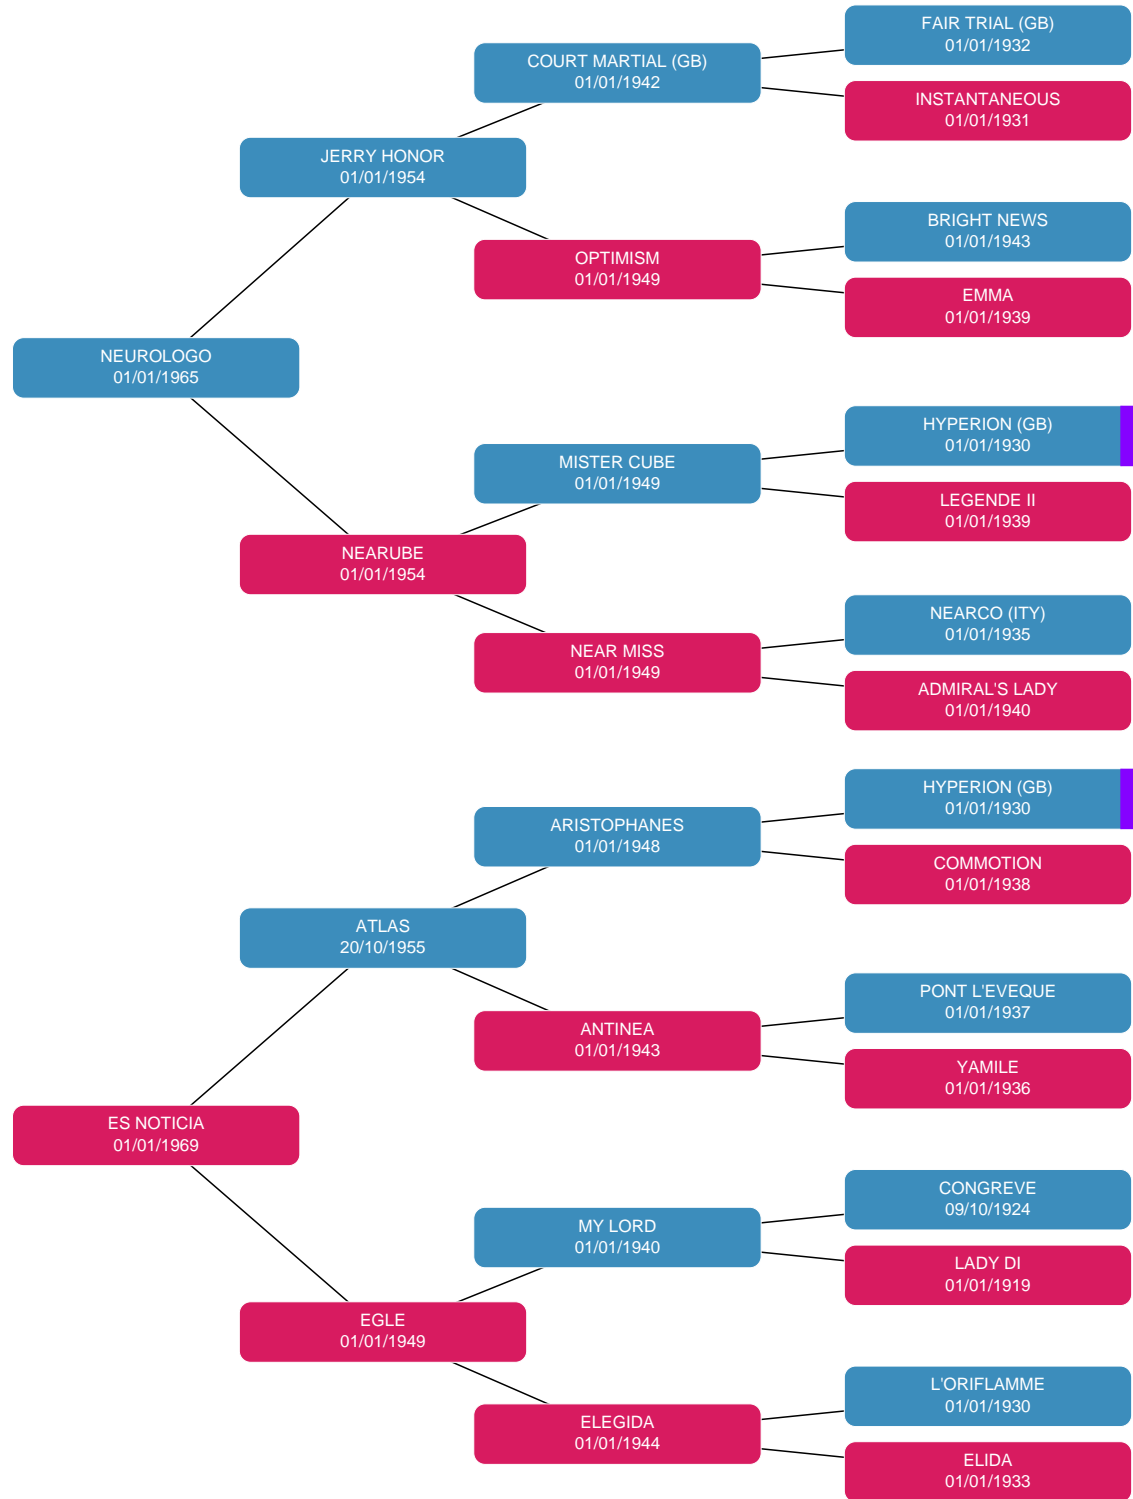 FAIR TRIAL (GB)
01/01/1932
COURT MARTIAL (GB)
01/01/1942
INSTANTANEOUS
01/01/1931
JERRY HONOR
01/01/1954
BRIGHT NEWS
01/01/1943
OPTIMISM
01/01/1949
EMMA
01/01/1939
NEUROLOGO
01/01/1965
HYPERION (GB)
01/01/1930
MISTER CUBE
01/01/1949
LEGENDE II
01/01/1939
NEARUBE
01/01/1954
NEARCO (ITY)
01/01/1935
NEAR MISS
01/01/1949
ADMIRAL'S LADY
01/01/1940
HYPERION (GB)
01/01/1930
ARISTOPHANES
01/01/1948
COMMOTION
01/01/1938
ATLAS
20/10/1955
PONT L'EVEQUE
01/01/1937
ANTINEA
01/01/1943
YAMILE
01/01/1936
ES NOTICIA
01/01/1969
CONGREVE
09/10/1924
MY LORD
01/01/1940
LADY DI
01/01/1919
EGLE
01/01/1949
L'ORIFLAMME
01/01/1930
ELEGIDA
01/01/1944
ELIDA
01/01/1933